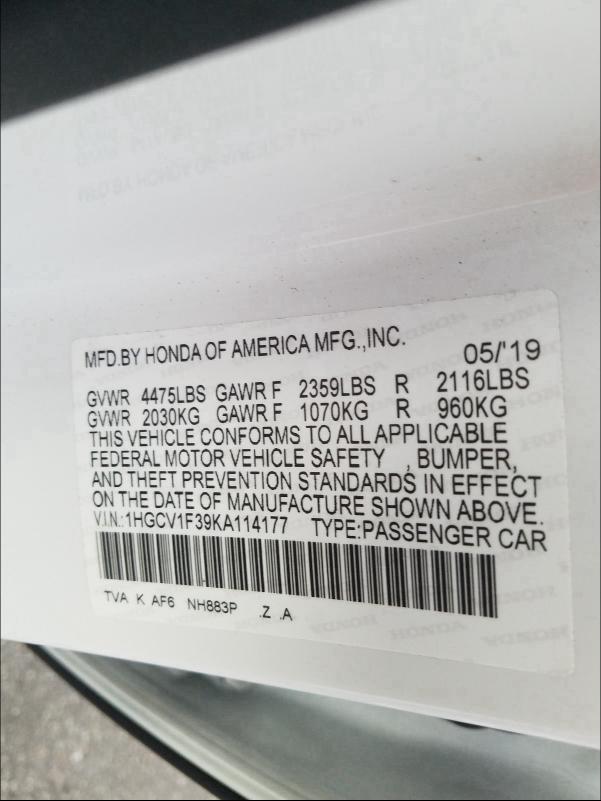 MFD.BY HONDA OF AMERICA MFG.,INC. 05/'19
GVWR 4475LBS GAWR F 2359LBS R 2116LBS
GVWR 2030KG GAWR F 1070KG R 960KG
THIS VEHICLE CONFORMS TO ALL APPLICABLE
FEDERAL MOTOR VEHICLE SAFETY , BUMPER,
AND THEFT PREVENTION STANDARDS IN EFFECT
ON THE DATE OF MANUFACTURE SHOWN ABOVE.
V.I.N.:1HGCV1F39KA114177 TYPE:PASSENGER CAR
TVA K AF6 NH883P .Z .A